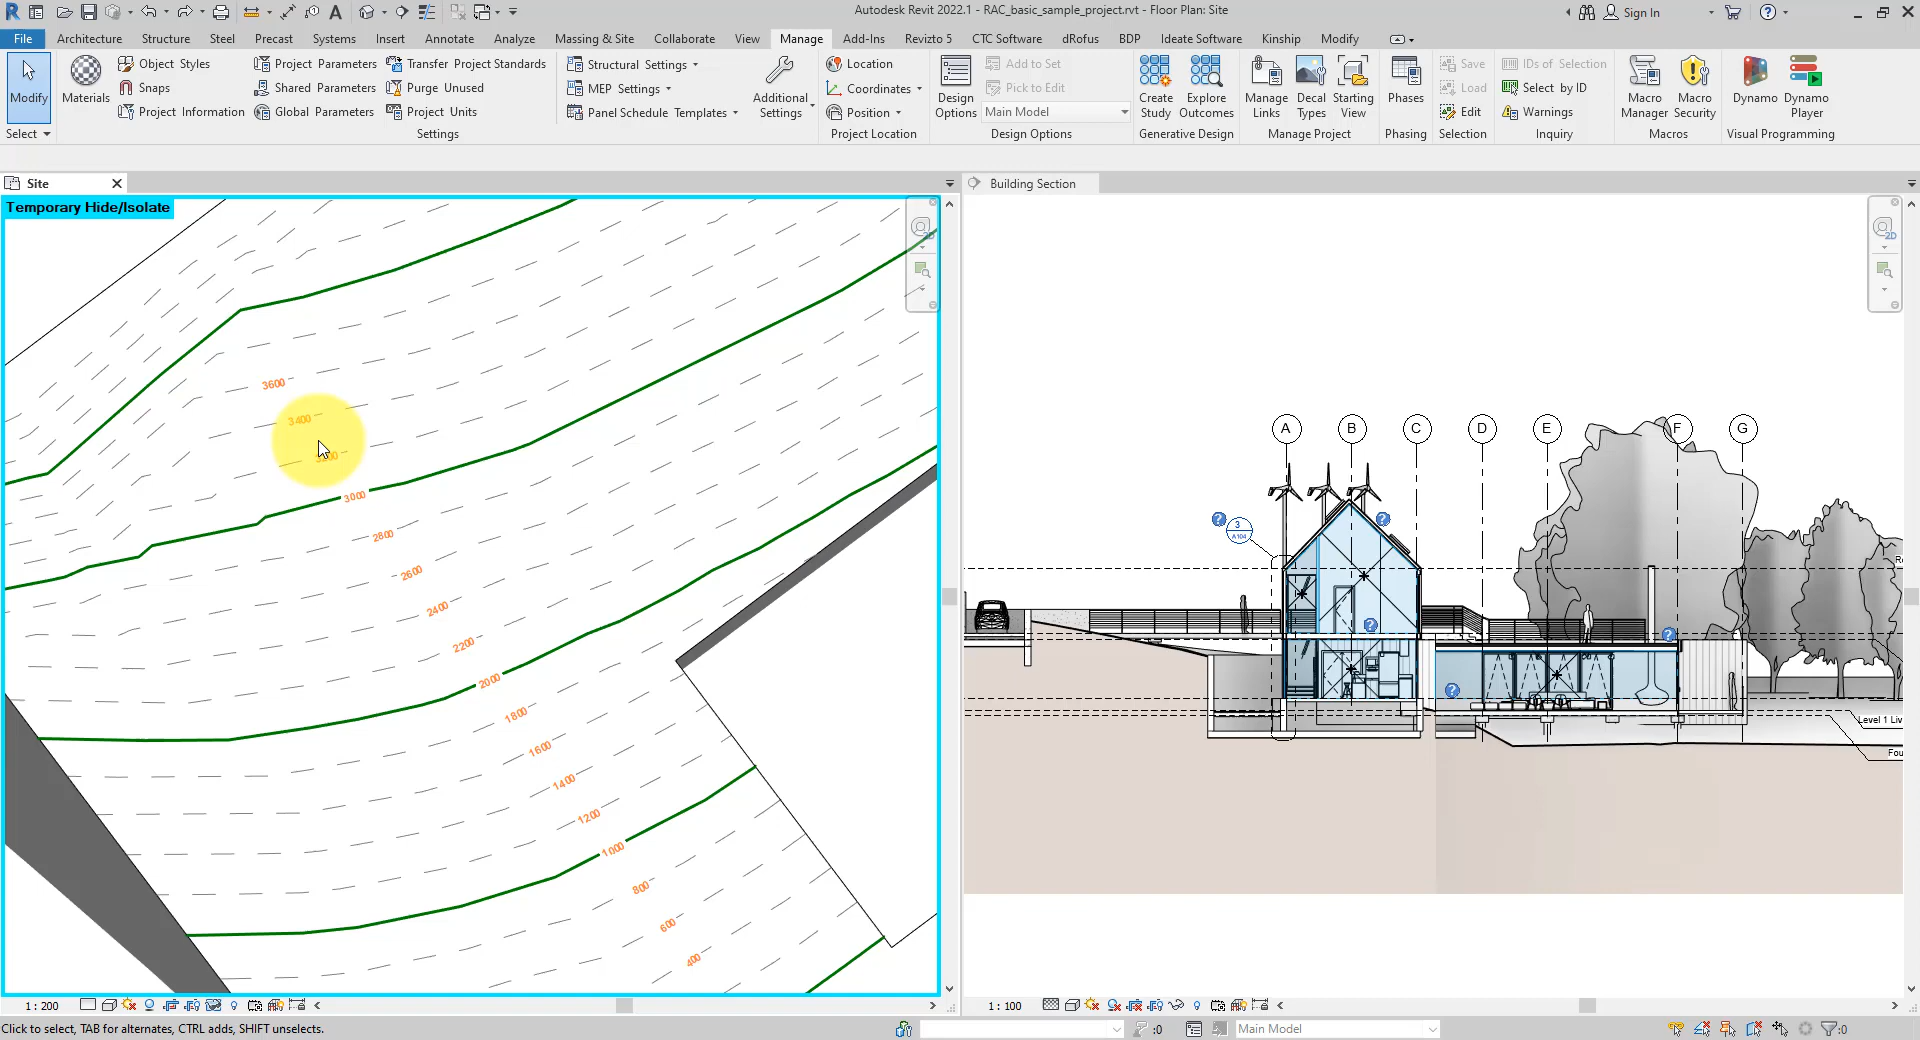 Autodesk Revit 2022.1 - RAC_basic_sample_project.rvt - Floor Plan: Site
Sign In
File Architecture Structure Steel Precast Systems Insert Annotate Analyze Massing & Site Collaborate View Manage Add-Ins Revizto 5 CTC Software dRofus BDP Ideate Software Kinship Modify
Modify
Select
Materials
Object Styles
Snaps
Project Information
Project Parameters
Shared Parameters
Global Parameters
Transfer Project Standards
Purge Unused
Project Units
Settings
Structural Settings
MEP Settings
Panel Schedule Templates
Additional Settings
Location
Coordinates
Position
Project Location
Design Options
Add to Set
Pick to Edit
Main Model
Design Options
Create Study
Explore Outcomes
Generative Design
Manage Links
Decal Types
Starting View
Manage Project
Phases
Phasing
Save
Load
Edit
Selection
IDs of Selection
Select by ID
Warnings
Inquiry
Macro Manager
Macro Security
Macros
Dynamo
Dynamo Player
Visual Programming
Site
Building Section
Temporary Hide/Isolate
2D
3600
3400
3000
2800
2600
2400
2200
2000
1800
1600
1400
1200
1000
800
600
400
2D
A B C D E F G
3
A104
Level 1 Liv
Fou
1 : 200
1 : 100
Click to select, TAB for alternates, CTRL adds, SHIFT unselects.
:0
Main Model
:0